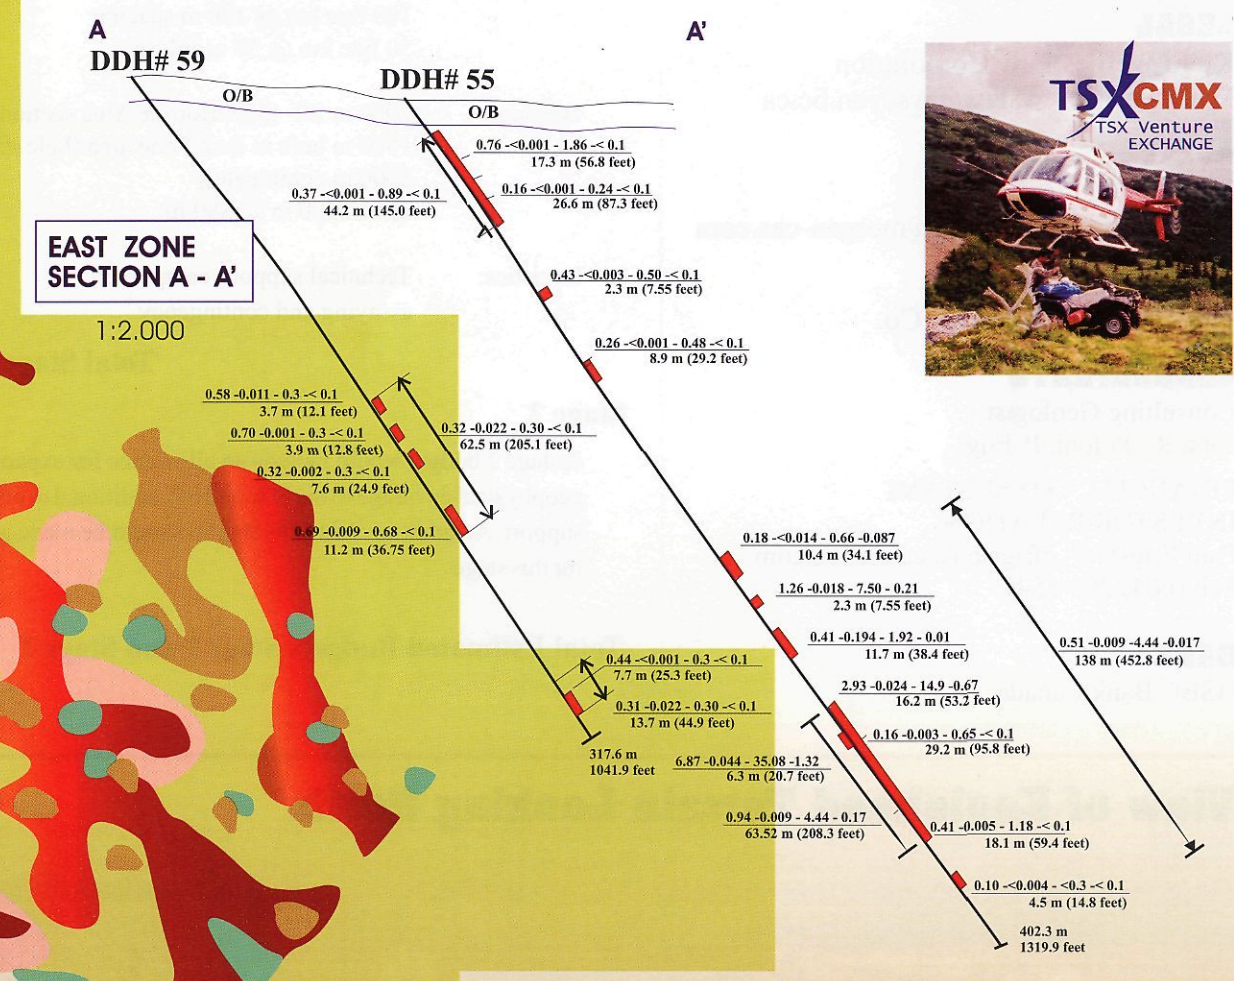 A
A'
DDH# 59
DDH# 55
O/B
O/B
TSX CMX
TSX Venture
EXCHANGE
0.76 -<0.001 - 1.86 -< 0.1
17.3 m (56.8 feet)
0.37 -<0.001 - 0.89 -< 0.1
44.2 m (145.0 feet)
0.16 -<0.001 - 0.24 -< 0.1
26.6 m (87.3 feet)
EAST ZONE
SECTION A - A'
1:2.000
0.43 -<0.003 - 0.50 -< 0.1
2.3 m (7.55 feet)
0.26 -<0.001 - 0.48 -< 0.1
8.9 m (29.2 feet)
0.58 -0.011 - 0.3 -< 0.1
3.7 m (12.1 feet)
0.70 -0.001 - 0.3 -< 0.1
3.9 m (12.8 feet)
0.32 -0.022 - 0.30 -< 0.1
62.5 m (205.1 feet)
0.32 -0.002 - 0.3 -< 0.1
7.6 m (24.9 feet)
0.69 -0.009 - 0.68 -< 0.1
11.2 m (36.75 feet)
0.18 -<0.014 - 0.66 -0.087
10.4 m (34.1 feet)
1.26 -0.018 - 7.50 - 0.21
2.3 m (7.55 feet)
0.41 -0.194 - 1.92 - 0.01
11.7 m (38.4 feet)
0.51 -0.009 -4.44 -0.017
138 m (452.8 feet)
0.44 -<0.001 - 0.3 -< 0.1
7.7 m (25.3 feet)
2.93 -0.024 - 14.9 -0.67
16.2 m (53.2 feet)
0.31 -0.022 - 0.30 -< 0.1
13.7 m (44.9 feet)
0.16 -0.003 - 0.65 -< 0.1
29.2 m (95.8 feet)
317.6 m
1041.9 feet
6.87 -0.044 - 35.08 -1.32
6.3 m (20.7 feet)
0.94 -0.009 - 4.44 - 0.17
63.52 m (208.3 feet)
0.41 -0.005 - 1.18 -< 0.1
18.1 m (59.4 feet)
0.10 -<0.004 - <0.3 -< 0.1
4.5 m (14.8 feet)
402.3 m
1319.9 feet